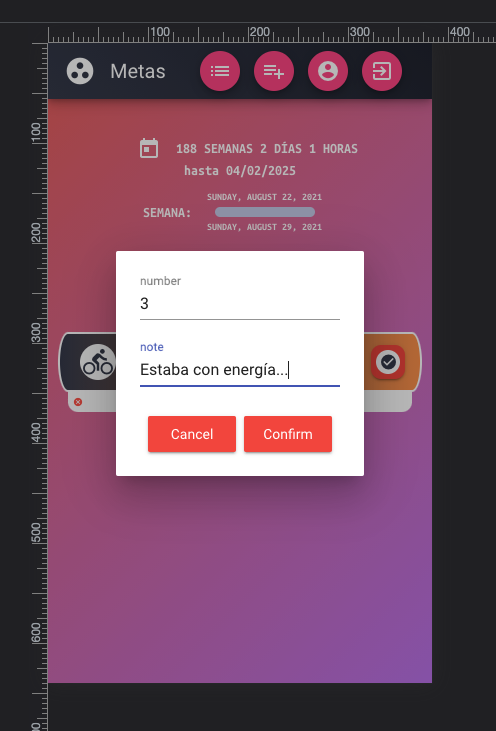 100
200
300
400
Metas
188 SEMANAS 2 DÍAS 1 HORAS
hasta 04/02/2025
SUNDAY, AUGUST 22, 2021
SEMANA:
SUNDAY, AUGUST 29, 2021
number
3
note
Estaba con energía...
Cancel
Confirm
100
200
300
400
500
600